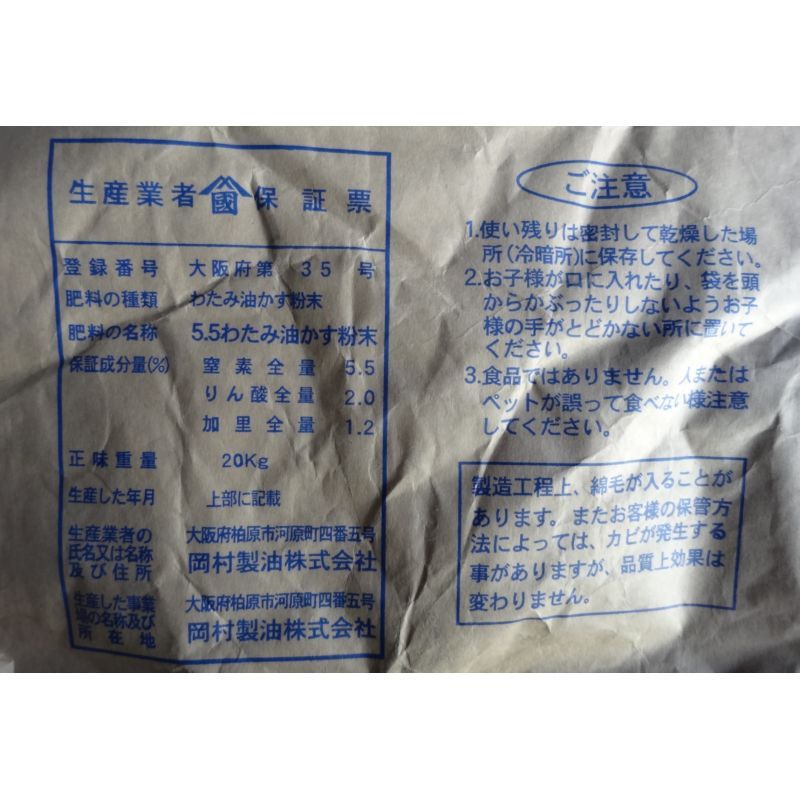 生産業者 國 保証票
登録番号 大阪府第 35 号
肥料の種類 わたみ油かす粉末
肥料の名称 5.5わたみ油かす粉末
保証成分量(%) 窒素全量 5.5
りん酸全量 2.0
加里全量 1.2
正味重量 20Kg
生産した年月 上部に記載
生産業者の
氏名又は名称
及び住所
大阪府柏原市河原町四番五号
岡村製油株式会社
生産した事業
場の名称及び
所在地
大阪府柏原市河原町四番五号
岡村製油株式会社
ご注意
1.使い残りは密封して乾燥した場
所(冷暗所)に保存してください。
2.お子様が口に入れたり、袋を頭
からかぶったりしないようお子
様の手がとどかない所に置いて
ください。
3.食品ではありません。人または
ペットが誤って食べない様注意
してください。
製造工程上、綿毛が入ることが
あります。またお客様の保管方
法によっては、カビが発生する
事がありますが、品質上効果は
変わりません。